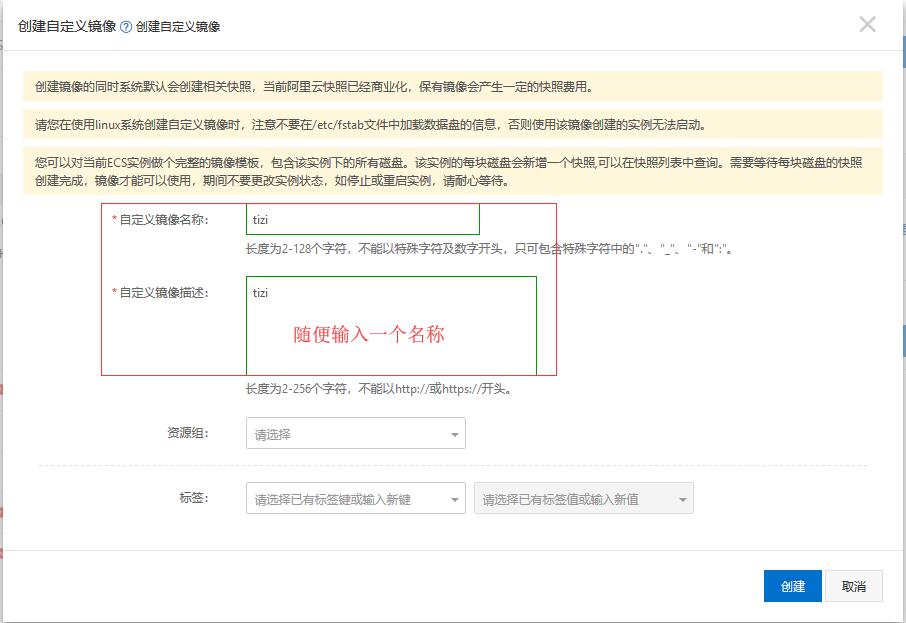 创建自定义镜像 ? 创建自定义镜像
创建镜像的同时系统默认会创建相关快照，当前阿里云快照已经商业化，保有镜像会产生一定的快照费用。
请您在使用linux系统创建自定义镜像时，注意不要在/etc/fstab文件中加载数据盘的信息，否则使用该镜像创建的实例无法启动。
您可以对当前ECS实例做个完整的镜像模板，包含该实例下的所有磁盘。该实例的每块磁盘会新增一个快照,可以在快照列表中查询。需要等待每块磁盘的快照
创建完成，镜像才能可以使用，期间不要更改实例状态，如停止或重启实例，请耐心等待。
*自定义镜像名称： tizi
长度为2-128个字符，不能以特殊字符及数字开头，只可包含特殊字符中的"."、"_"、"-"和":"。
*自定义镜像描述： tizi
随便输入一个名称
长度为2-256个字符，不能以http://或https://开头。
资源组： 请选择
标签： 请选择已有标签键或输入新键 请选择已有标签值或输入新值
创建 取消